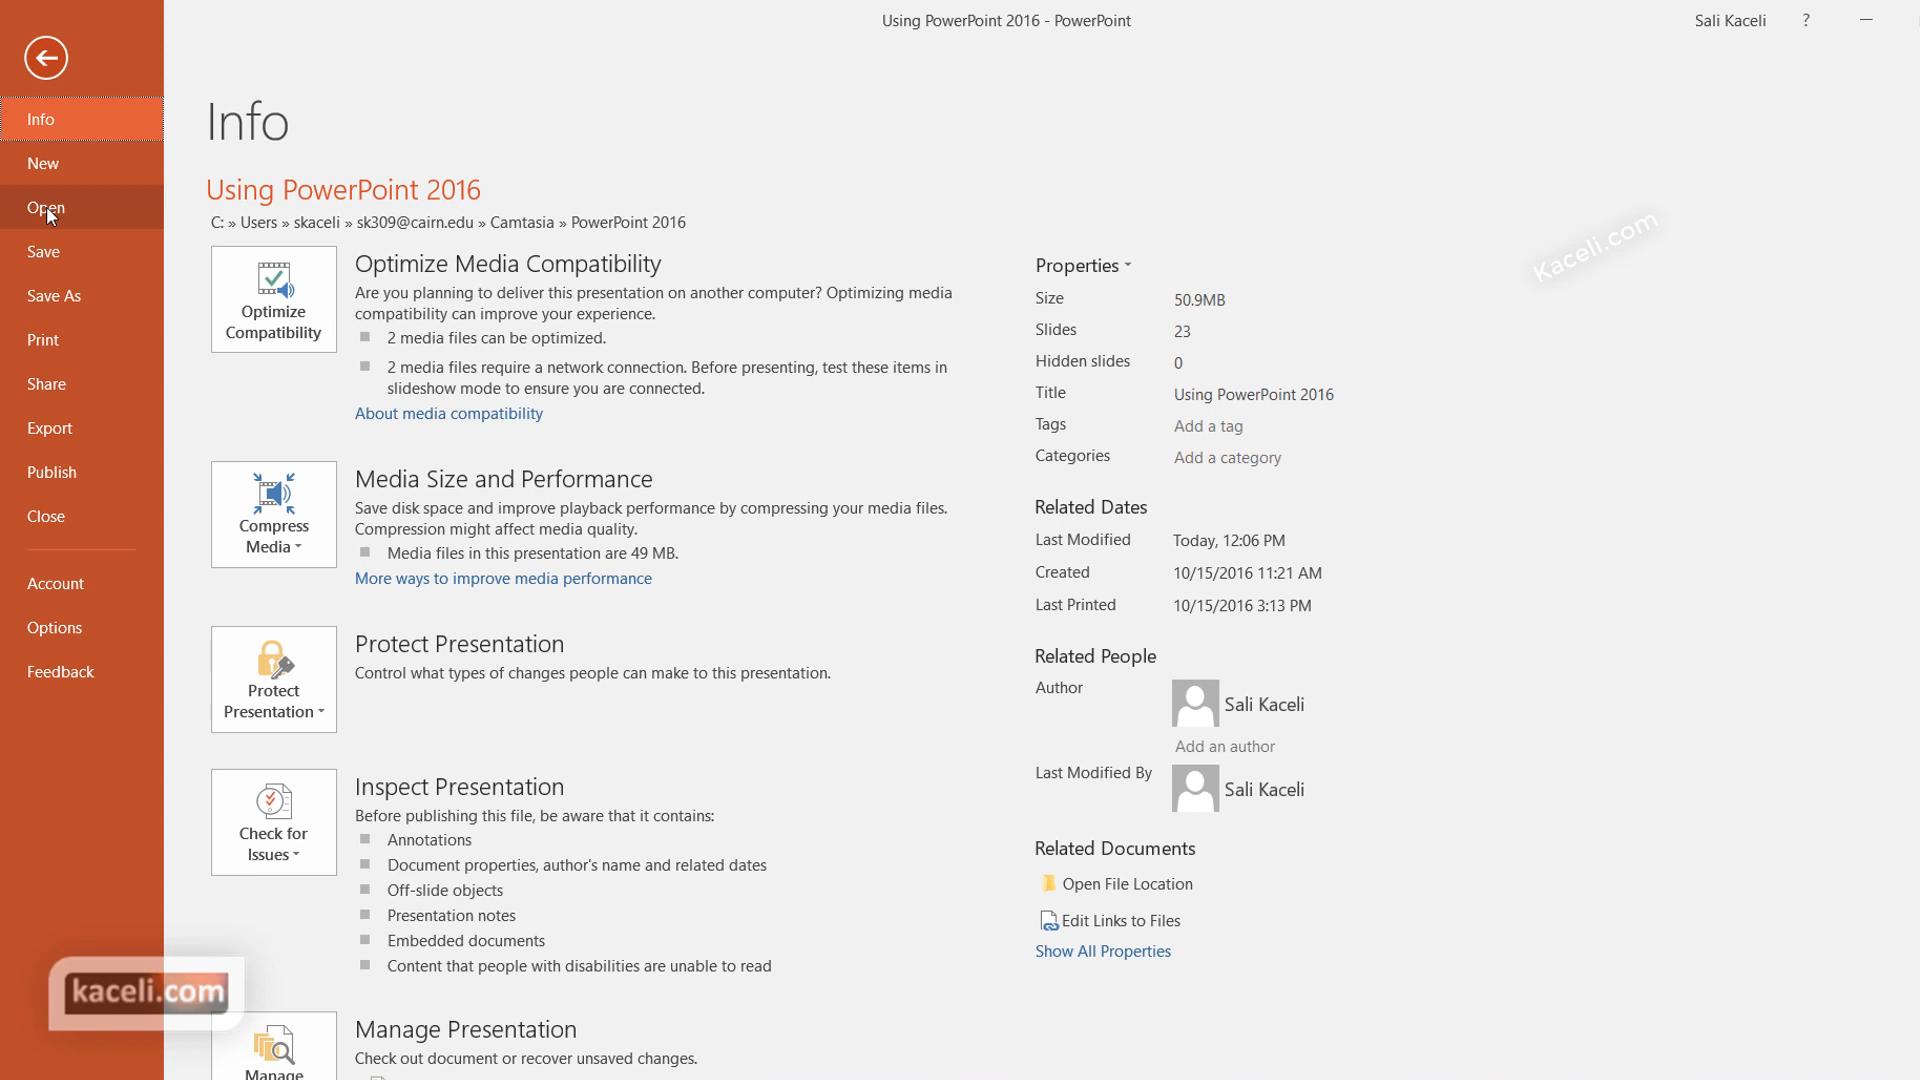 Using PowerPoint 2016 - PowerPoint
Sali Kaceli
?
Info
New
Open
Save
Save As
Print
Share
Export
Publish
Close
Account
Options
Feedback
kaceli.com
Info
Using PowerPoint 2016
C: » Users » skaceli » sk309@cairn.edu » Camtasia » PowerPoint 2016
Optimize
Compatibility
Optimize Media Compatibility
Are you planning to deliver this presentation on another computer? Optimizing media
compatibility can improve your experience.
2 media files can be optimized.
2 media files require a network connection. Before presenting, test these items in
slideshow mode to ensure you are connected.
About media compatibility
Compress
Media
Media Size and Performance
Save disk space and improve playback performance by compressing your media files.
Compression might affect media quality.
Media files in this presentation are 49 MB.
More ways to improve media performance
Protect
Presentation
Protect Presentation
Control what types of changes people can make to this presentation.
Check for
Issues
Inspect Presentation
Before publishing this file, be aware that it contains:
Annotations
Document properties, author's name and related dates
Off-slide objects
Presentation notes
Embedded documents
Content that people with disabilities are unable to read
Manage
Manage Presentation
Check out document or recover unsaved changes.
Properties
Size 50.9MB
Slides 23
Hidden slides 0
Title Using PowerPoint 2016
Tags Add a tag
Categories Add a category
Related Dates
Last Modified Today, 12:06 PM
Created 10/15/2016 11:21 AM
Last Printed 10/15/2016 3:13 PM
Related People
Author Sali Kaceli
Add an author
Last Modified By Sali Kaceli
Related Documents
Open File Location
Edit Links to Files
Show All Properties
Kaceli.com